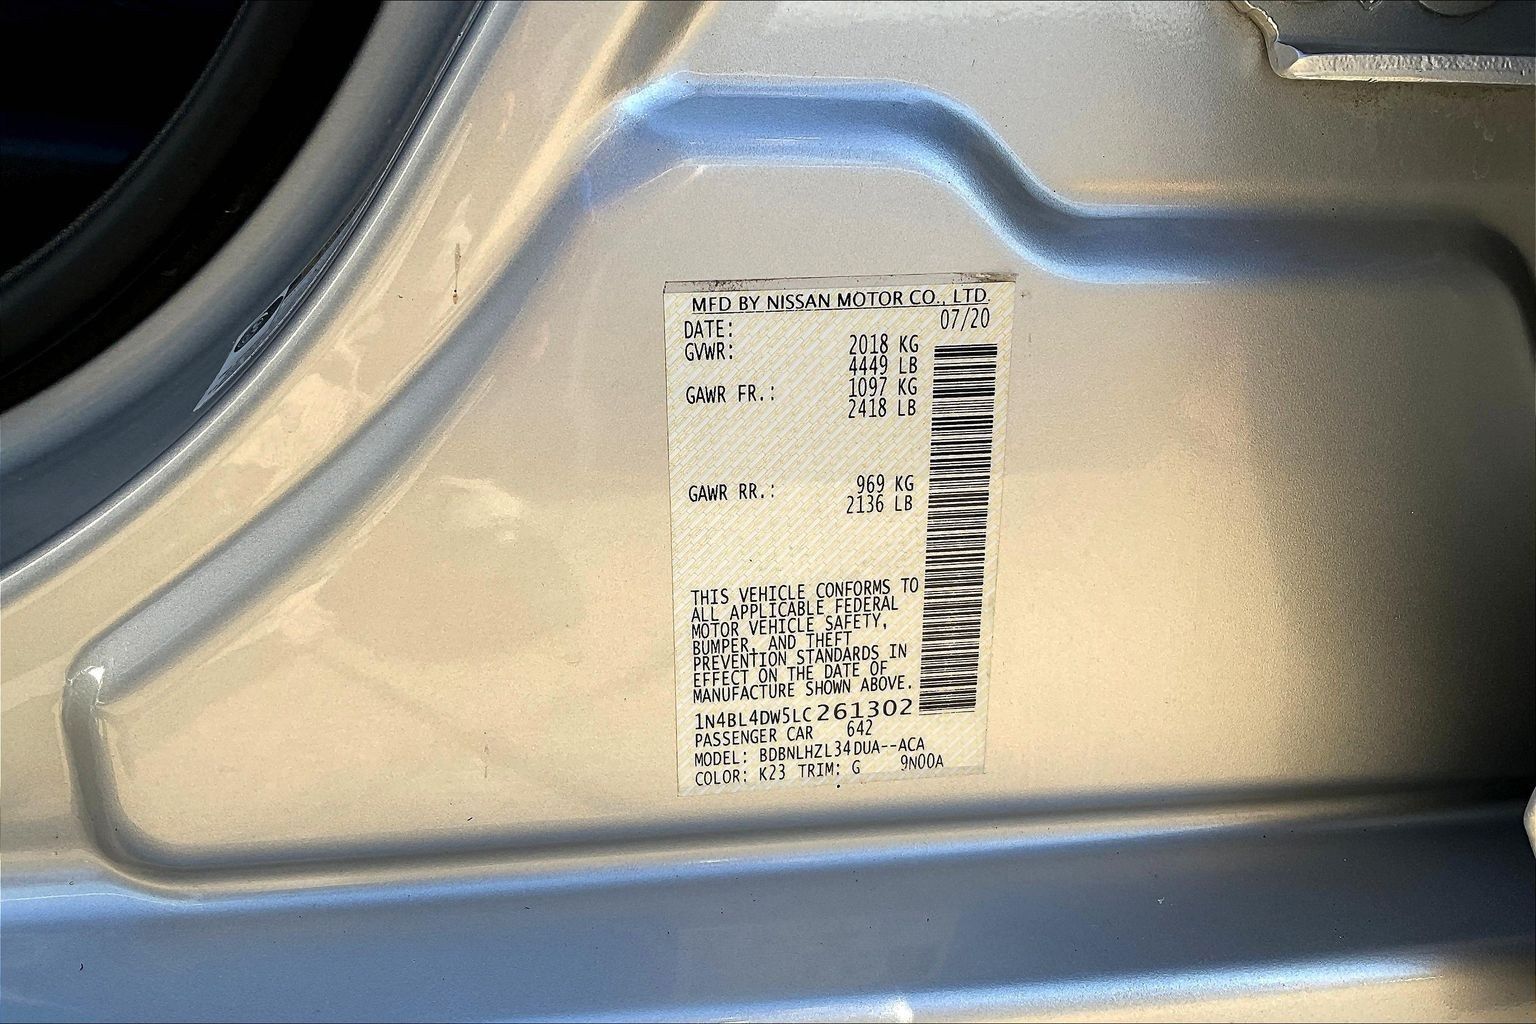 MFD BY NISSAN MOTOR CO., LTD.
DATE: 07/20
GVWR: 2018 KG
4449 LB
GAWR FR.: 1097 KG
2418 LB
GAWR RR.: 969 KG
2136 LB
THIS VEHICLE CONFORMS TO
ALL APPLICABLE FEDERAL
MOTOR VEHICLE SAFETY,
BUMPER, AND THEFT
PREVENTION STANDARDS IN
EFFECT ON THE DATE OF
MANUFACTURE SHOWN ABOVE.
1N4BL4DW5LC261302
PASSENGER CAR 642
MODEL: BDBNLHZL34DUA--ACA
COLOR: K23 TRIM: G 9N00A